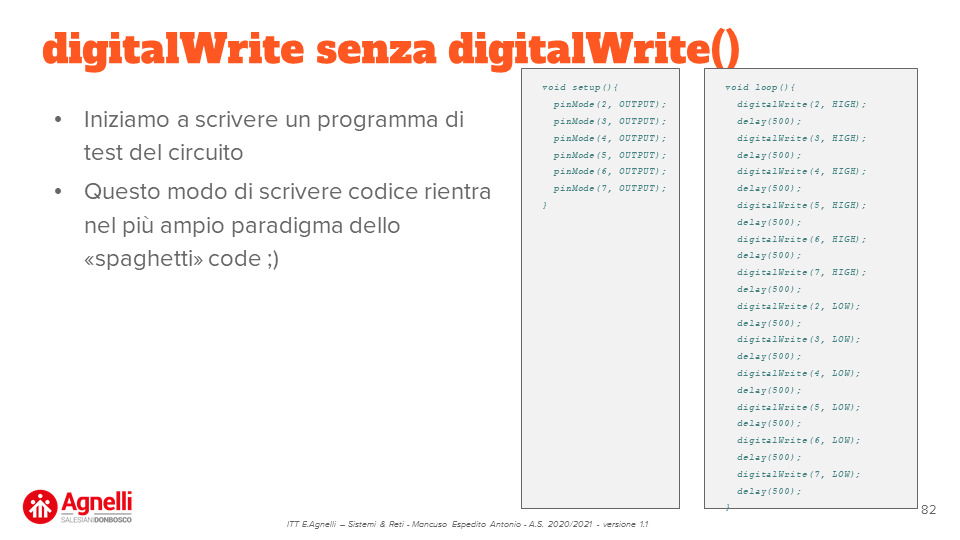 digitalWrite senza digitalWrite()
• Iniziamo a scrivere un programma di
test del circuito
• Questo modo di scrivere codice rientra
nel più ampio paradigma dello
«spaghetti» code ;)
void setup(){
pinMode(2, OUTPUT);
pinMode(3, OUTPUT);
pinMode(4, OUTPUT);
pinMode(5, OUTPUT);
pinMode(6, OUTPUT);
pinMode(7, OUTPUT);
}
void loop(){
digitalWrite(2, HIGH);
delay(500);
digitalWrite(3, HIGH);
delay(500);
digitalWrite(4, HIGH);
delay(500);
digitalWrite(5, HIGH);
delay(500);
digitalWrite(6, HIGH);
delay(500);
digitalWrite(7, HIGH);
delay(500);
digitalWrite(2, LOW);
delay(500);
digitalWrite(3, LOW);
delay(500);
digitalWrite(4, LOW);
delay(500);
digitalWrite(5, LOW);
delay(500);
digitalWrite(6, LOW);
delay(500);
digitalWrite(7, LOW);
delay(500);
}
Agnelli
SALESIANI DONBOSCO
ITT E.Agnelli – Sistemi & Reti - Mancuso Espedito Antonio - A.S. 2020/2021 - versione 1.1
82